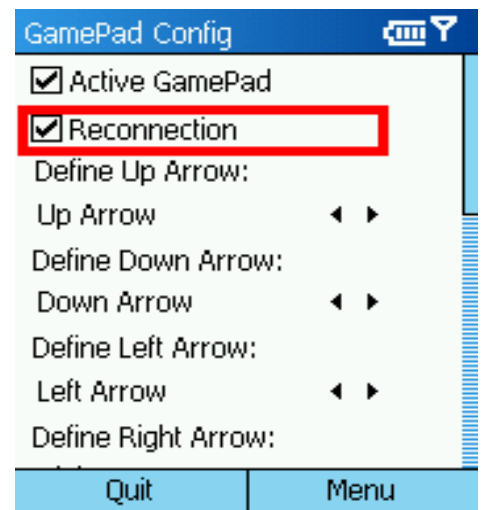 GamePad Config
Active GamePad
Reconnection
Define Up Arrow:
Up Arrow
Define Down Arrow:
Down Arrow
Define Left Arrow:
Left Arrow
Define Right Arrow:
Quit Menu